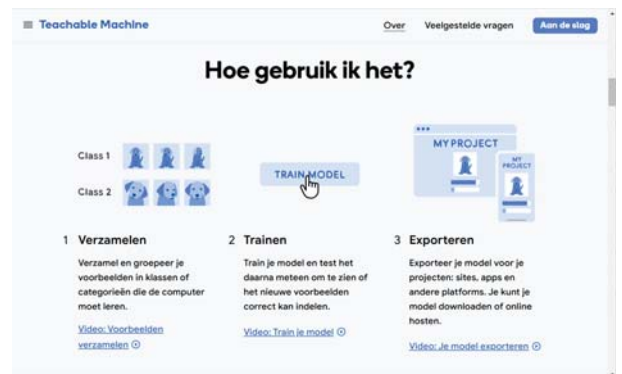 Teachable Machine
Over
Veelgestelde vragen
Aan de slag
Hoe gebruik ik het?
Class 1
Class 2
TRAIN MODEL
MY PROJECT
MY PROJECT
1 Verzamelen
Verzamel en groepeer je
voorbeelden in klassen of
categorieën die de computer
moet leren.
Video: Voorbeelden
verzamelen
2 Trainen
Train je model en test het
daarna meteen om te zien of
het nieuwe voorbeelden
correct kan indelen.
Video: Train je model
3 Exporteren
Exporteer je model voor je
projecten: sites, apps en
andere platforms. Je kunt je
model downloaden of online
hosten.
Video: Je model exporteren